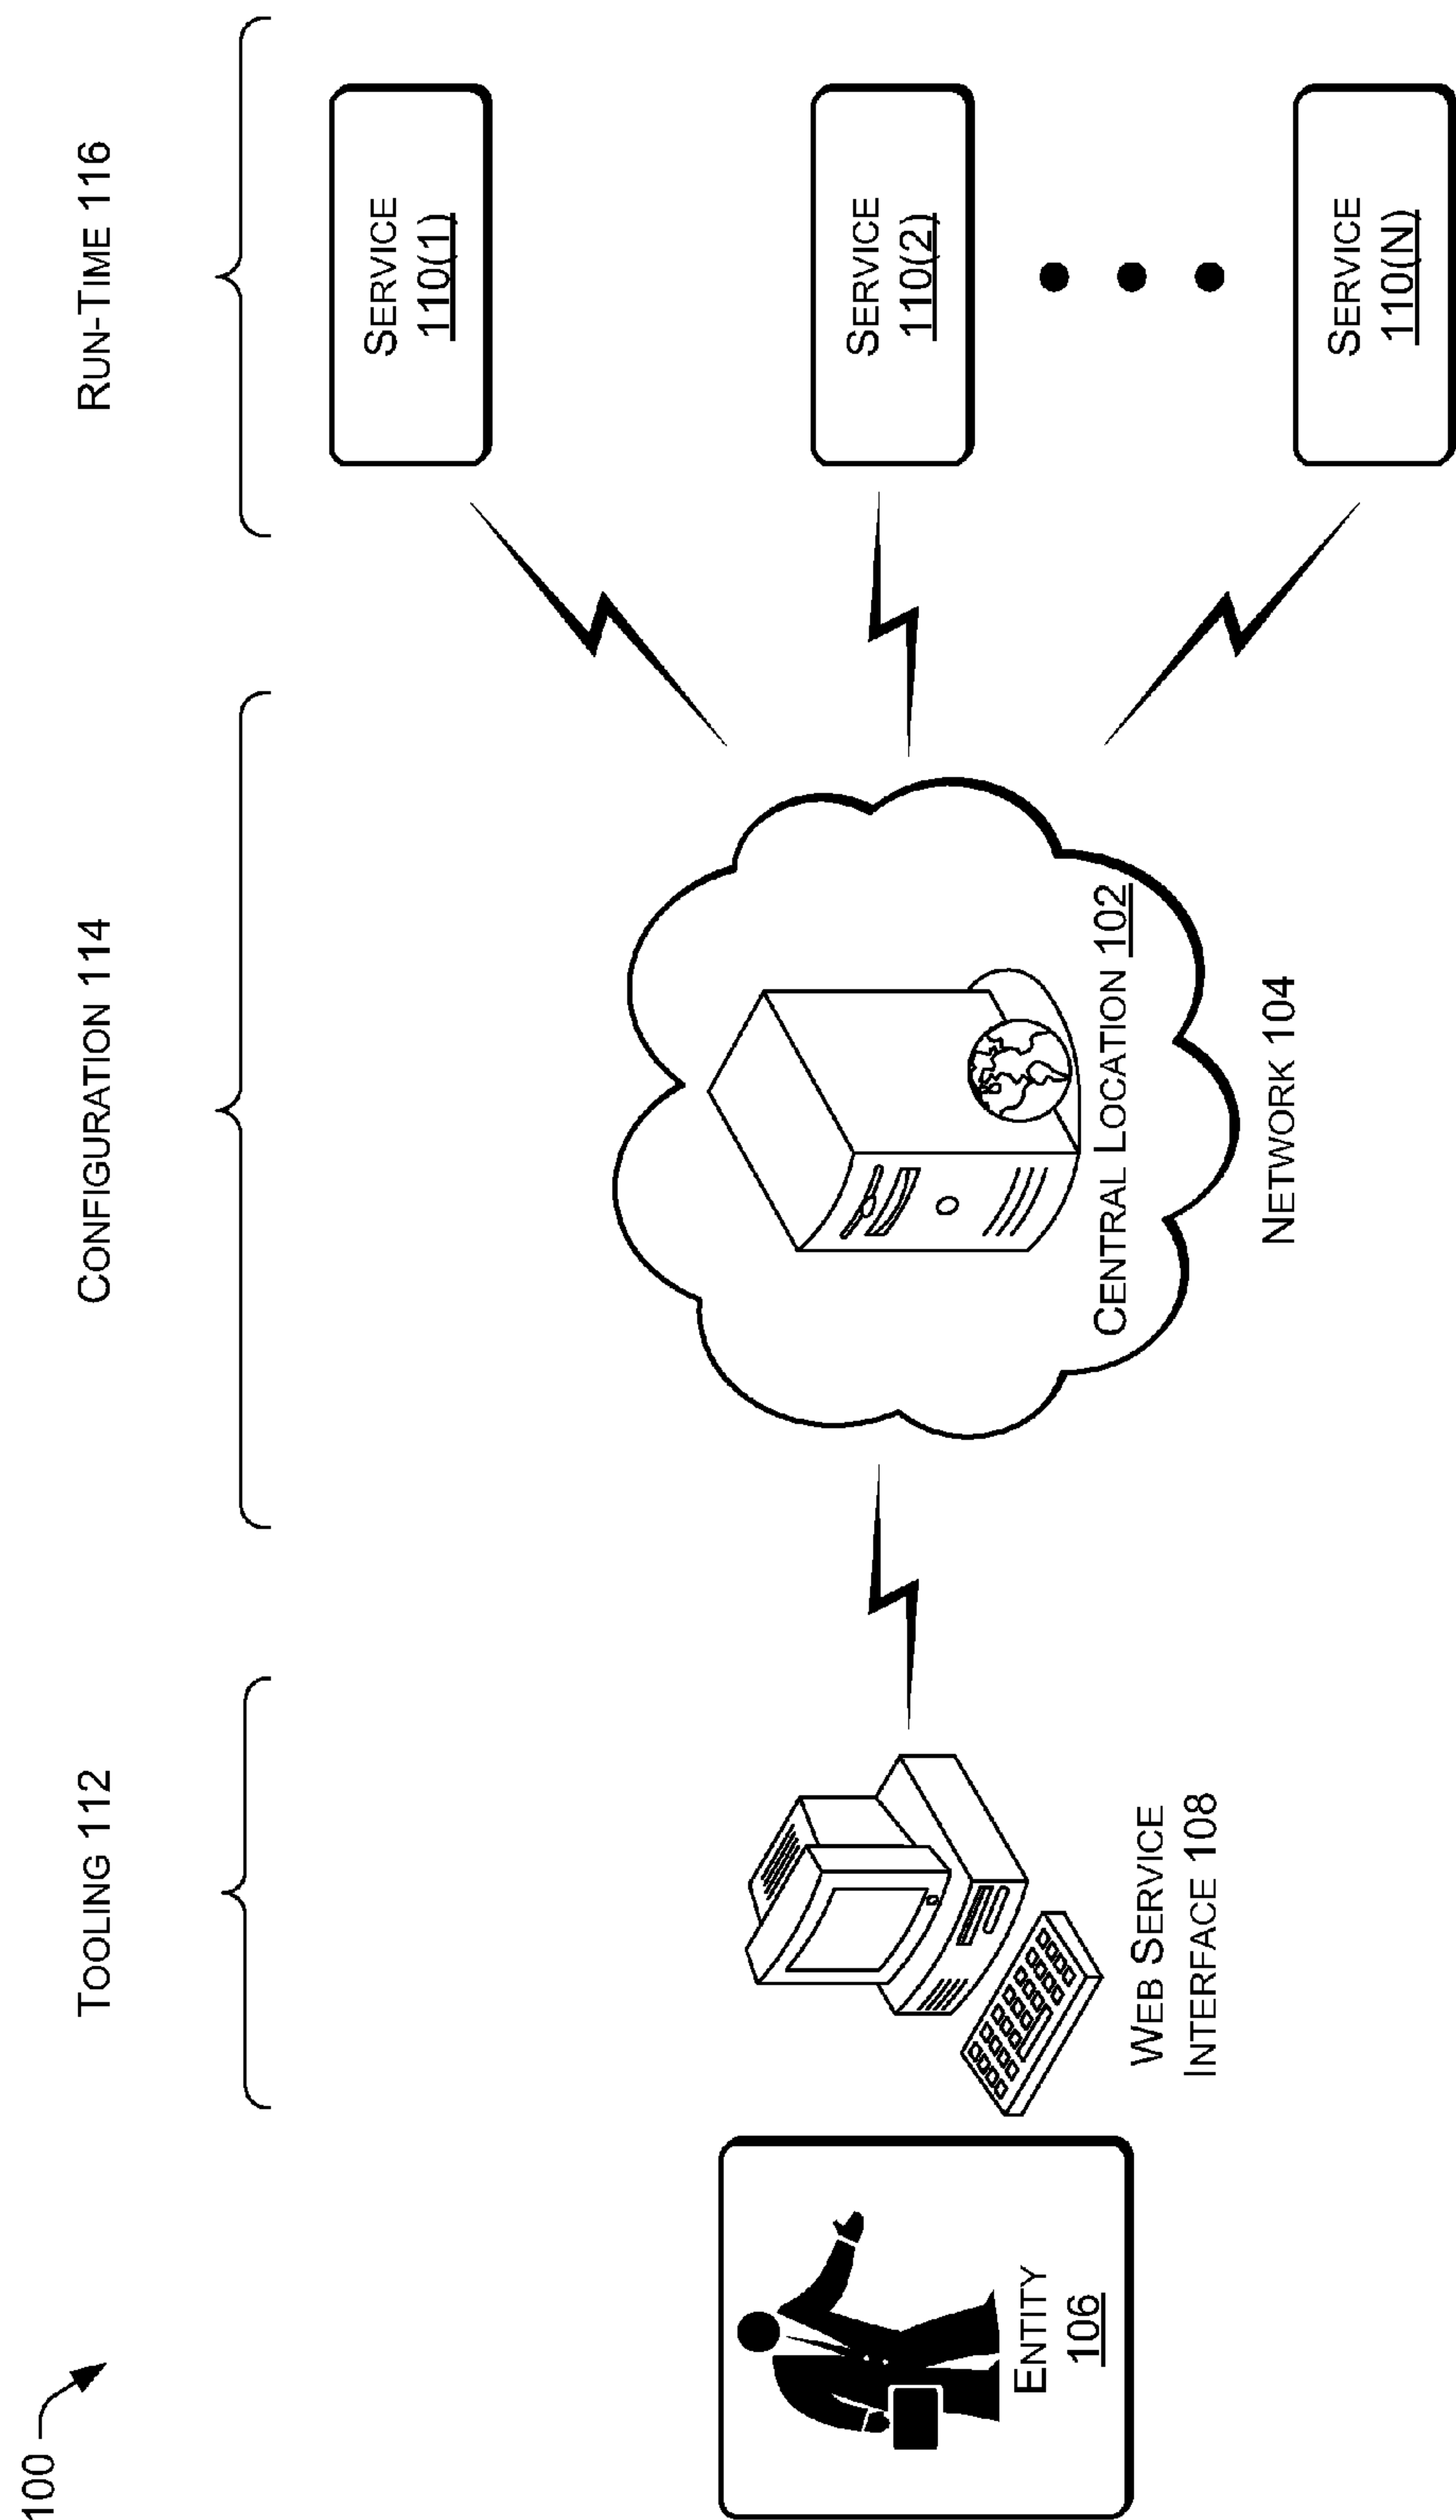 100
TOOLING 112
CONFIGURATION 114
RUN-TIME 116
SERVICE
110(1)
SERVICE
110(2)
SERVICE
110(N)
ENTITY
106
WEB SERVICE
INTERFACE 108
CENTRAL LOCATION 102
NETWORK 104